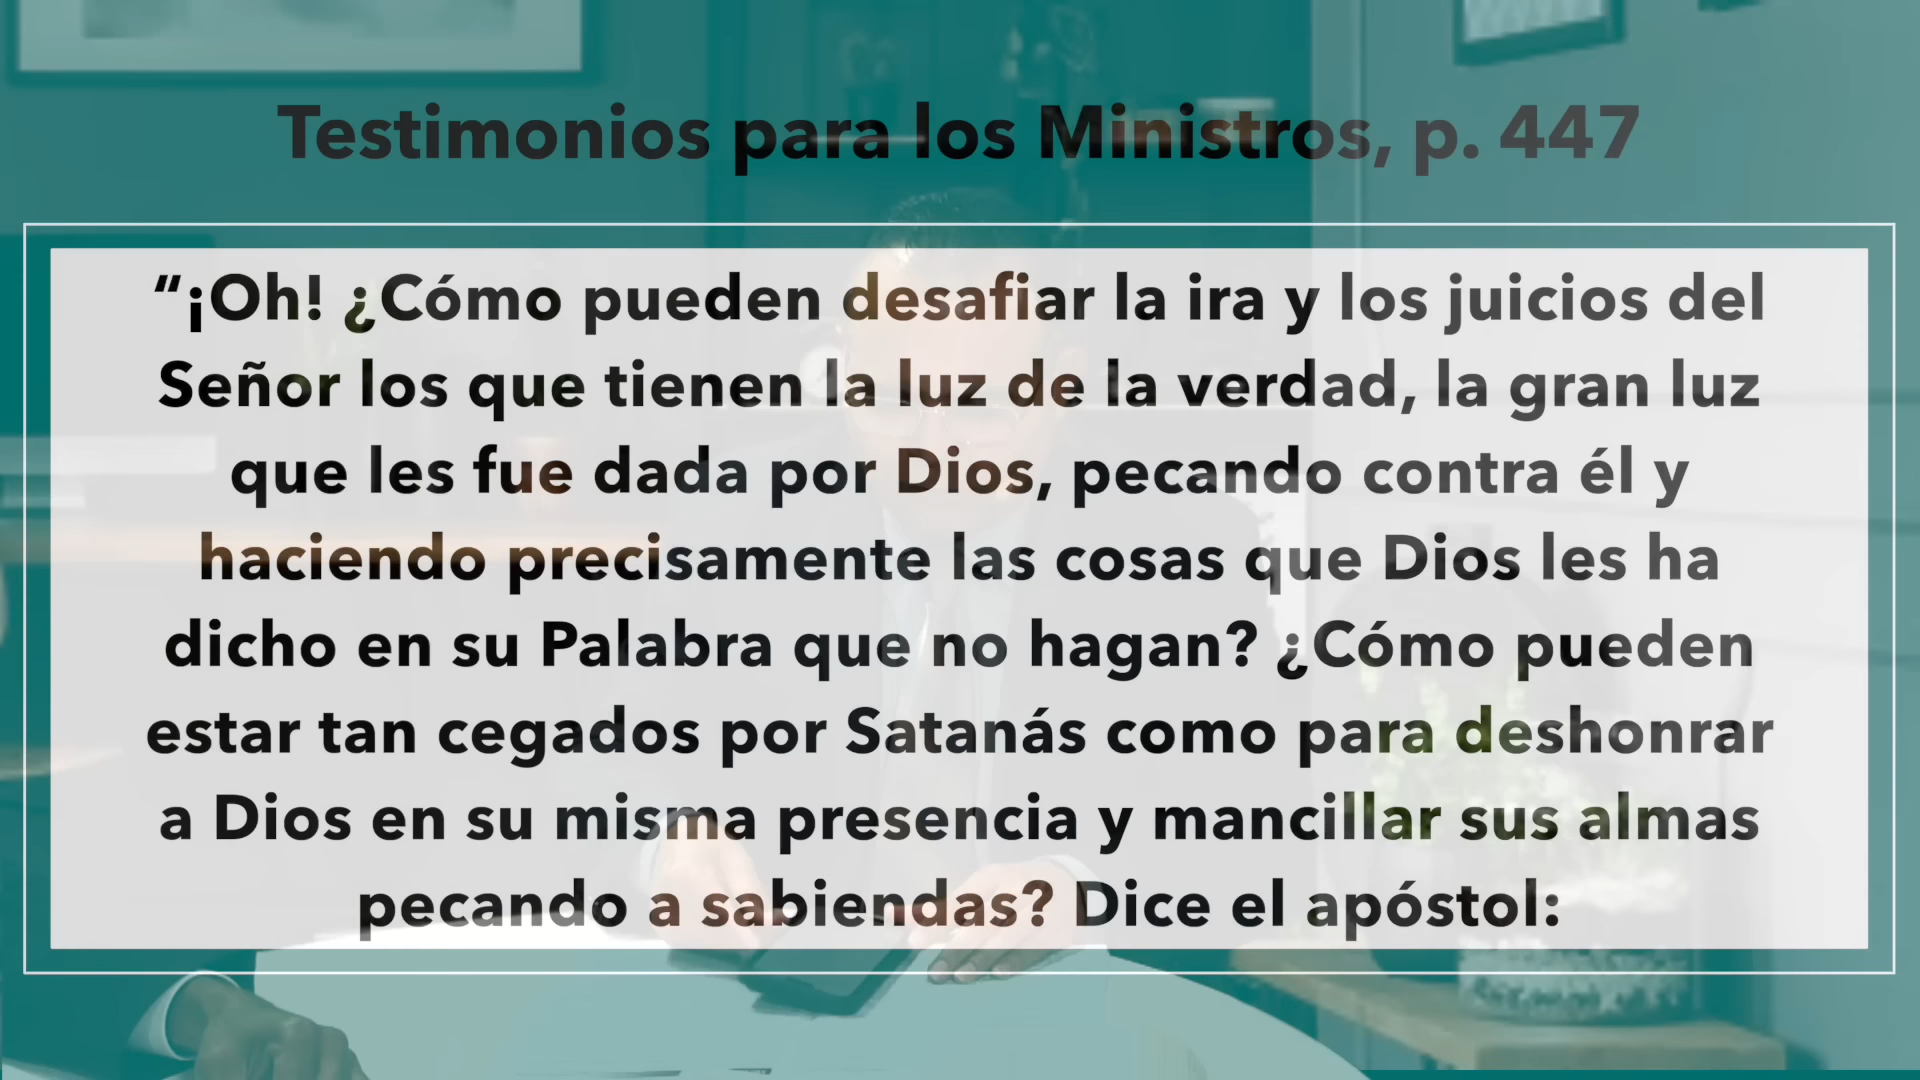 Testimonios para los Ministros, p. 447
“¡Oh! ¿Cómo pueden desafiar la ira y los juicios del
Señor los que tienen la luz de la verdad, la gran luz
que les fue dada por Dios, pecando contra él y
haciendo precisamente las cosas que Dios les ha
dicho en su Palabra que no hagan? ¿Cómo pueden
estar tan cegados por Satanás como para deshonrar
a Dios en su misma presencia y mancillar sus almas
pecando a sabiendas? Dice el apóstol: